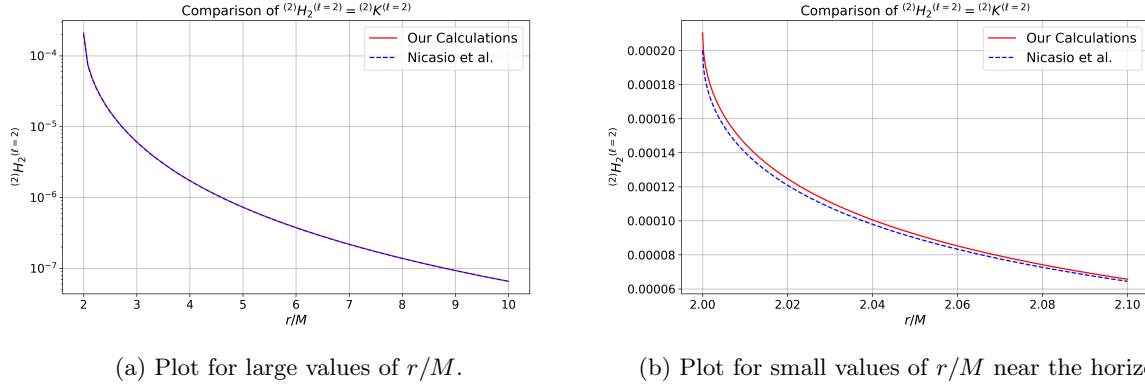 Comparison of ⁽²⁾H₂⁽ℓ⁼²⁾ = ⁽²⁾K⁽ℓ⁼²⁾
Our Calculations
Nicasio et al.
10⁻⁴
10⁻⁵
10⁻⁶
10⁻⁷
⁽²⁾H₂⁽ℓ⁼²⁾
2 3 4 5 6 7 8 9 10
r/M
(a) Plot for large values of r/M.
Comparison of ⁽²⁾H₂⁽ℓ⁼²⁾ = ⁽²⁾K⁽ℓ⁼²⁾
Our Calculations
Nicasio et al.
0.00020
0.00018
0.00016
0.00014
0.00012
0.00010
0.00008
0.00006
⁽²⁾H₂⁽ℓ⁼²⁾
2.00 2.02 2.04 2.06 2.08 2.10
r/M
(b) Plot for small values of r/M near the horiz